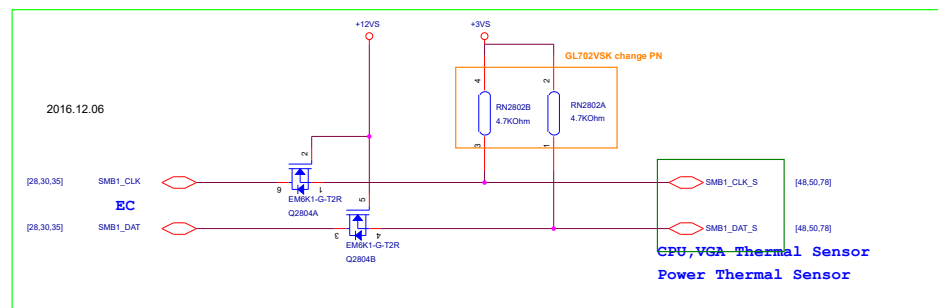 +12VS
+3VS
GL702VSK change PN
4
2
RN2802B
4.7KOhm
RN2802A
4.7KOhm
2016.12.06
3
1
2
[28,30,35]
SMB1_CLK
6
1
SMB1_CLK_S
[48,50,78]
EM6K1-G-T2R
Q2804A
EC
5
[28,30,35]
SMB1_DAT
3
4
SMB1_DAT_S
[48,50,78]
EM6K1-G-T2R
Q2804B
CPU,VGA Thermal Sensor
Power Thermal Sensor